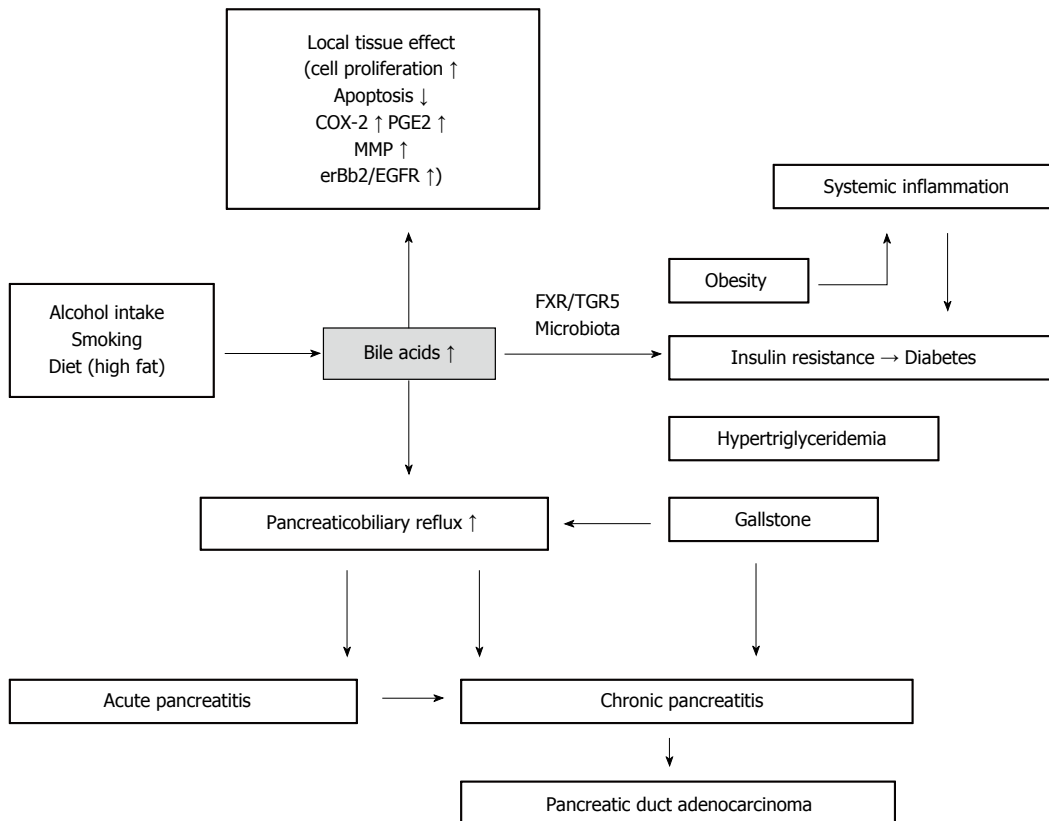 Local tissue effect
(cell proliferation ↑
Apoptosis ↓
COX-2 ↑ PGE2 ↑
MMP ↑
erBb2/EGFR ↑)
Systemic inflammation
Obesity
Alcohol intake
Smoking
Diet (high fat)
Bile acids ↑
FXR/TGR5
Microbiota
Insulin resistance → Diabetes
Hypertriglyceridemia
Pancreaticobiliary reflux ↑
Gallstone
Acute pancreatitis
Chronic pancreatitis
Pancreatic duct adenocarcinoma